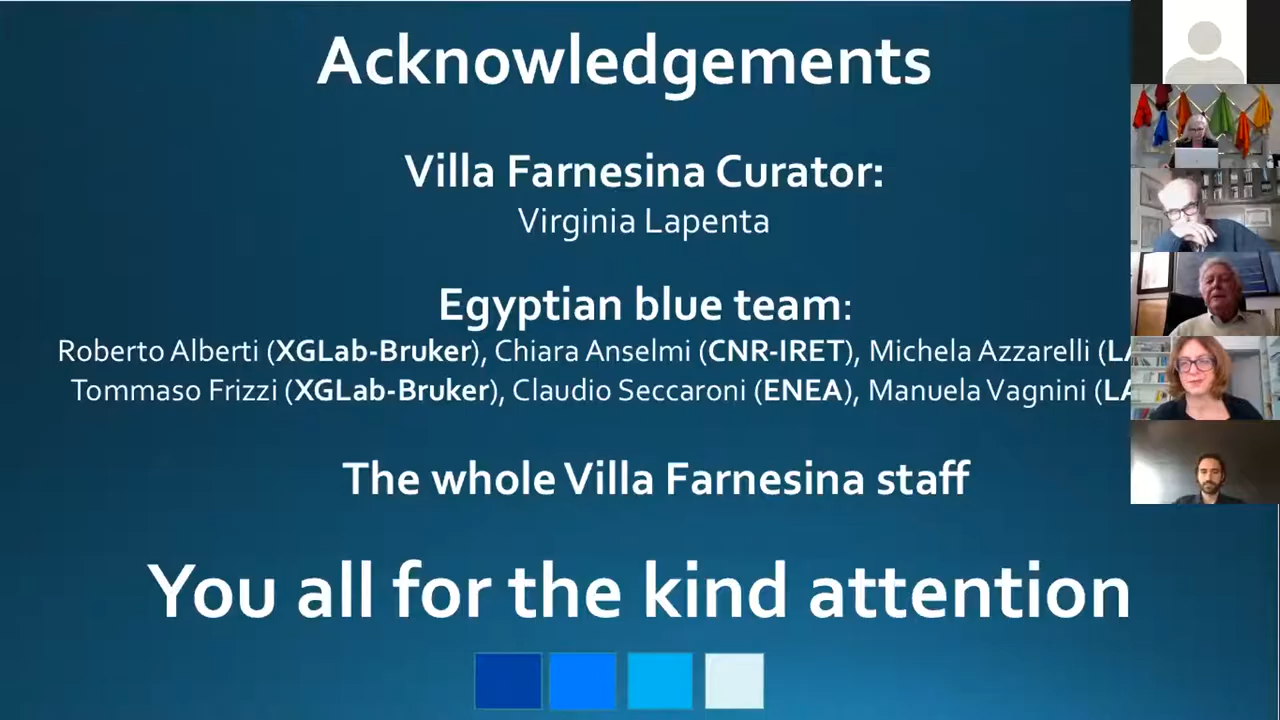 Acknowledgements
Villa Farnesina Curator:
Virginia Lapenta
Egyptian blue team:
Roberto Alberti (XGLab-Bruker), Chiara Anselmi (CNR-IRET), Michela Azzarelli (
Tommaso Frizzi (XGLab-Bruker), Claudio Seccaroni (ENEA), Manuela Vagnini (
The whole Villa Farnesina staff
You all for the kind attention